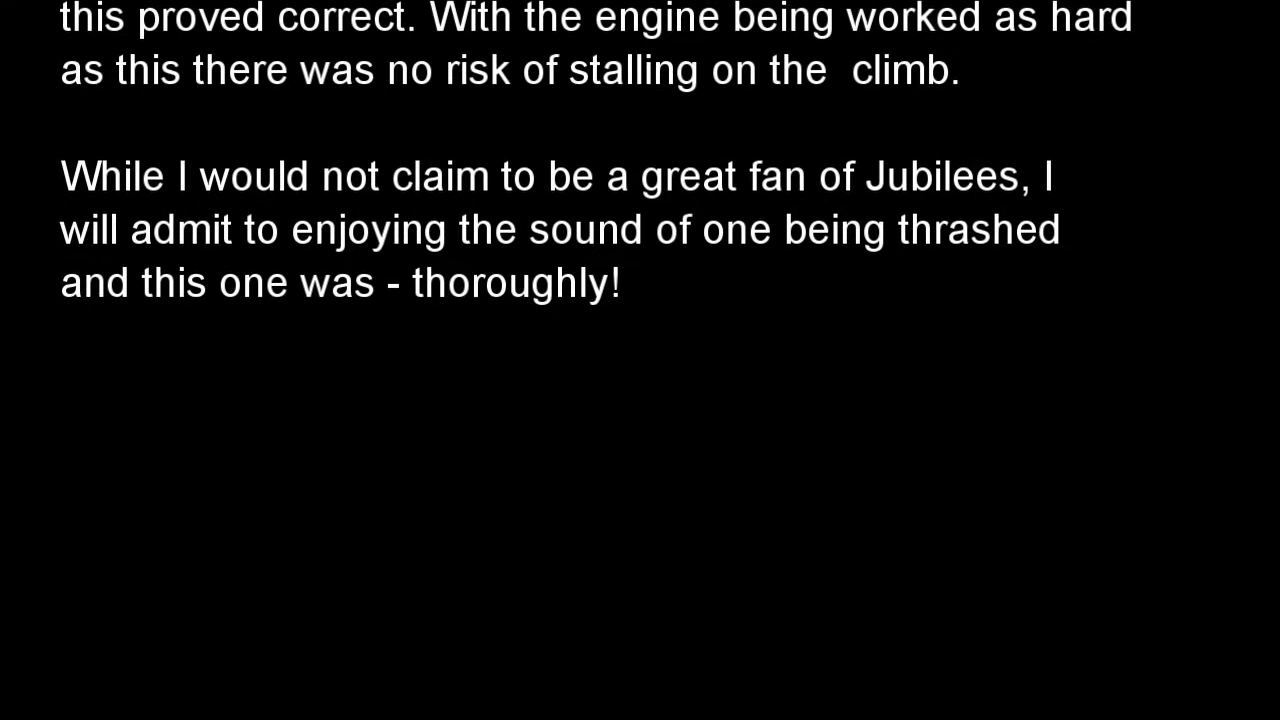 this proved correct. With the engine being worked as hard
as this there was no risk of stalling on the  climb.
While I would not claim to be a great fan of Jubilees, I
will admit to enjoying the sound of one being thrashed
and this one was - thoroughly!